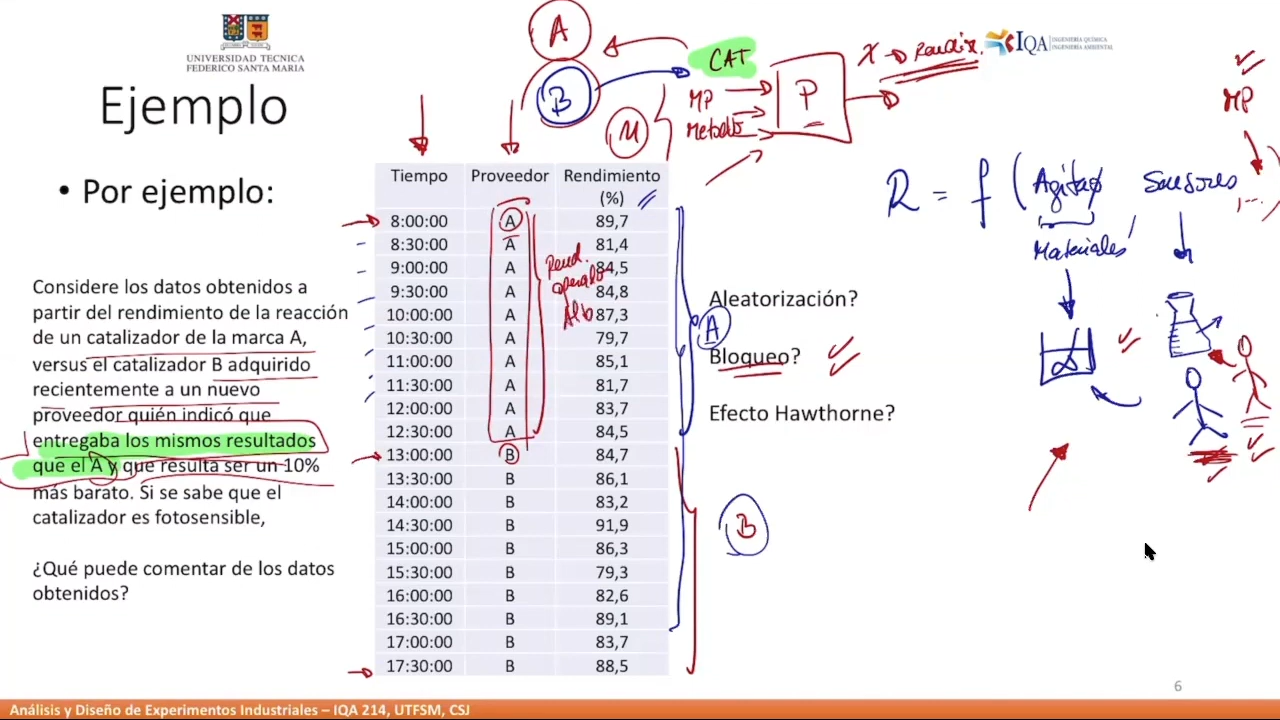 UNIVERSIDAD TECNICA
FEDERICO SANTA MARIA
IQA INGENIERÍA QUÍMICA
INGENIERÍA AMBIENTAL
Ejemplo
• Por ejemplo:
Considere los datos obtenidos a
partir del rendimiento de la reacción
de un catalizador de la marca A,
versus el catalizador B adquirido
recientemente a un nuevo
proveedor quién indicó que
entregaba los mismos resultados
que el A y que resulta ser un 10%
más barato. Si se sabe que el
catalizador es fotosensible,
¿Qué puede comentar de los datos
obtenidos?
A
B
CAT
MP
Metodo
M
P
X → Rendix.
MP
Tiempo Proveedor Rendimiento
(%)
8:00:00 A 89,7
8:30:00 A 81,4
9:00:00 A 84,5
9:30:00 A 84,8
10:00:00 A 87,3
10:30:00 A 79,7
11:00:00 A 85,1
11:30:00 A 81,7
12:00:00 A 83,7
12:30:00 A 84,5
13:00:00 B 84,7
13:30:00 B 86,1
14:00:00 B 83,2
14:30:00 B 91,9
15:00:00 B 86,3
15:30:00 B 79,3
16:00:00 B 82,6
16:30:00 B 89,1
17:00:00 B 83,7
17:30:00 B 88,5
Rend.
A
B
R = f (
Sensores
Materiales
Aleatorización?
Bloqueo?
Efecto Hawthorne?
6
Análisis y Diseño de Experimentos Industriales – IQA 214, UTFSM, CSJ